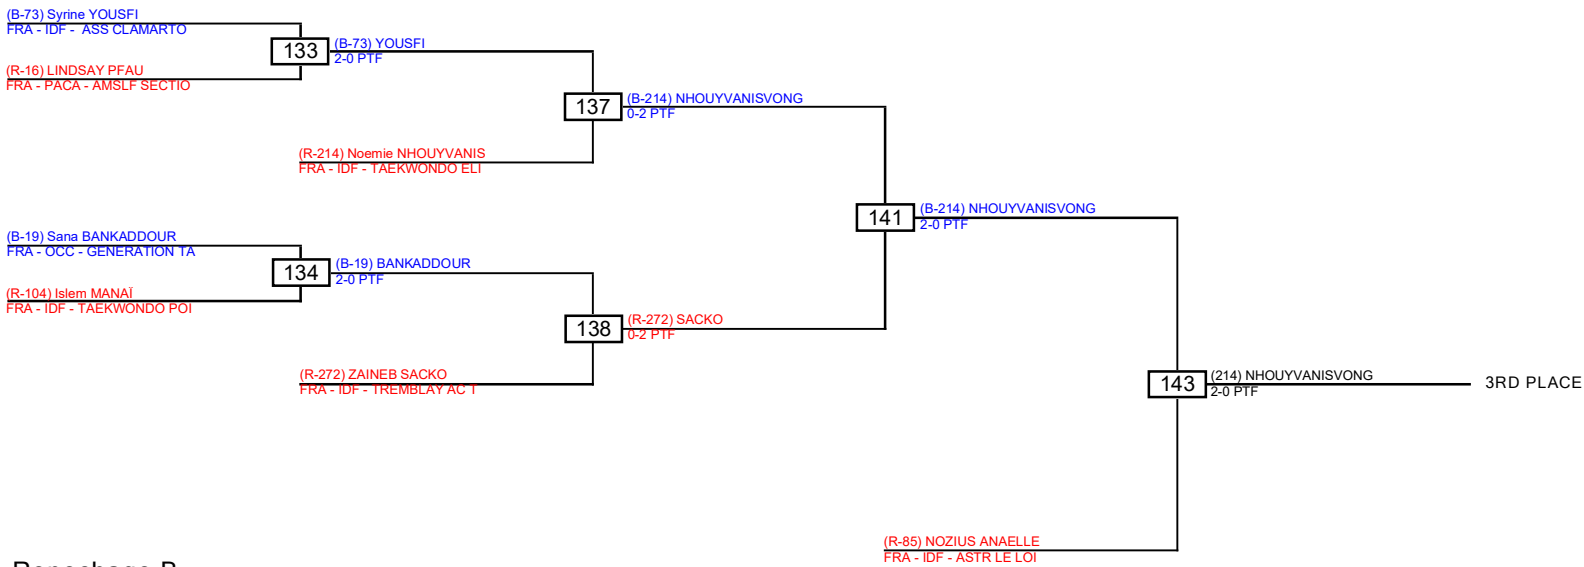 (B-73) Syrine YOUSFI
FRA - IDF - ASS CLAMARTO
133
(B-73) YOUSFI
2-0 PTF
(R-16) LINDSAY PFAU
FRA - PACA - AMSLF SECTIO
137
(B-214) NHOUYVANISVONG
0-2 PTF
(R-214) Noemie NHOUYVANIS
FRA - IDF - TAEKWONDO ELI
141
(B-214) NHOUYVANISVONG
2-0 PTF
(B-19) Sana BANKADDOUR
FRA - OCC - GENERATION TA
134
(B-19) BANKADDOUR
2-0 PTF
(R-104) Islem MANAÏ
FRA - IDF - TAEKWONDO POI
138
(R-272) SACKO
0-2 PTF
(R-272) ZAINEB SACKO
FRA - IDF - TREMBLAY AC T
143
(214) NHOUYVANISVONG
2-0 PTF
3RD PLACE
(R-85) NOZIUS ANAELLE
FRA - IDF - ASTR LE LOI